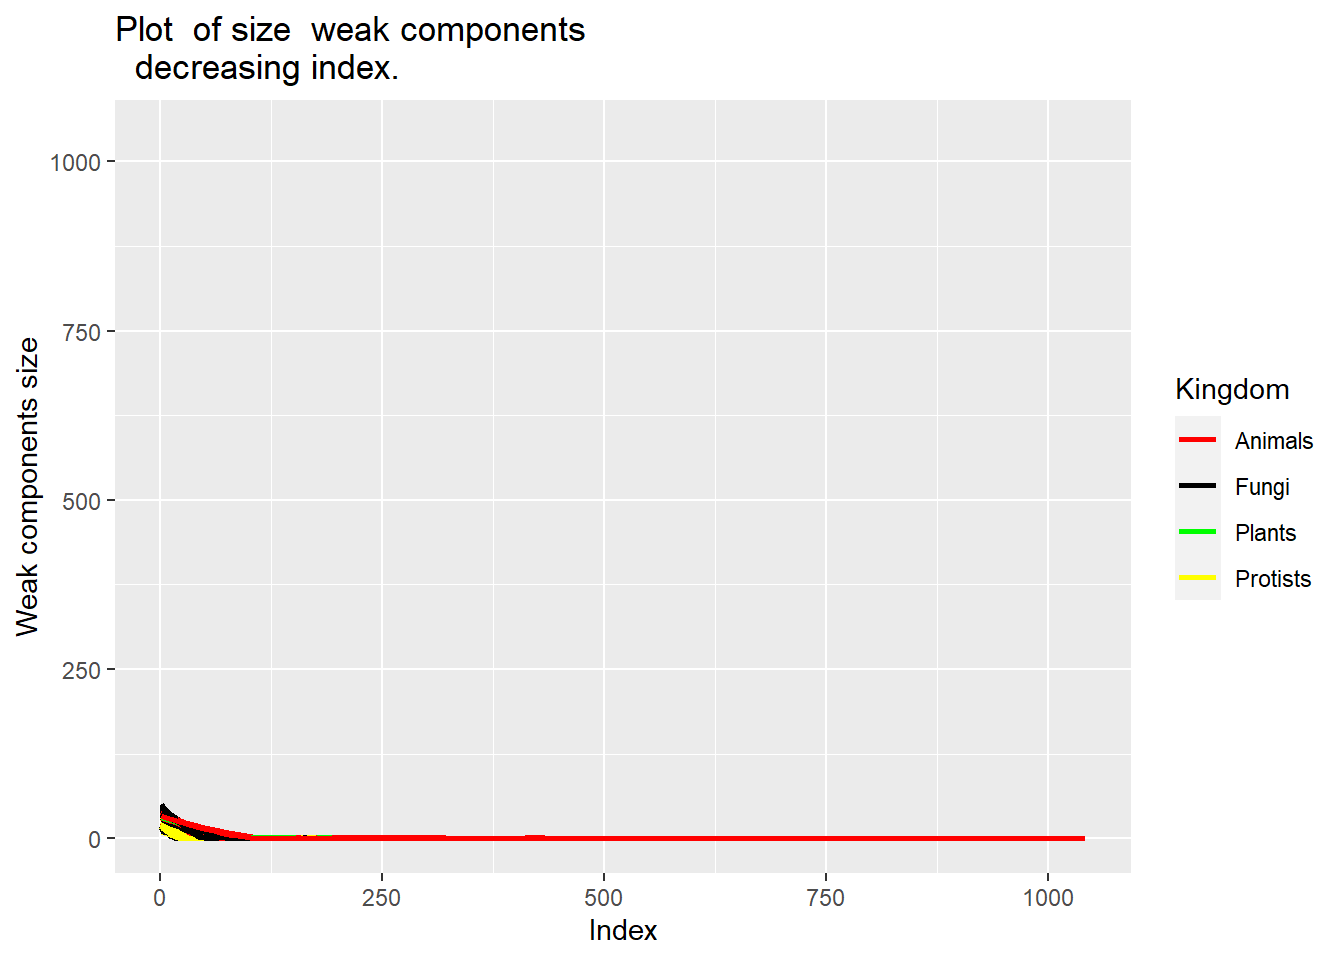 Plot  of size  weak components
decreasing index.
1000
750
500
250
0
Weak components size
0 250 500 750 1000
Index
Kingdom
Animals
Fungi
Plants
Protists